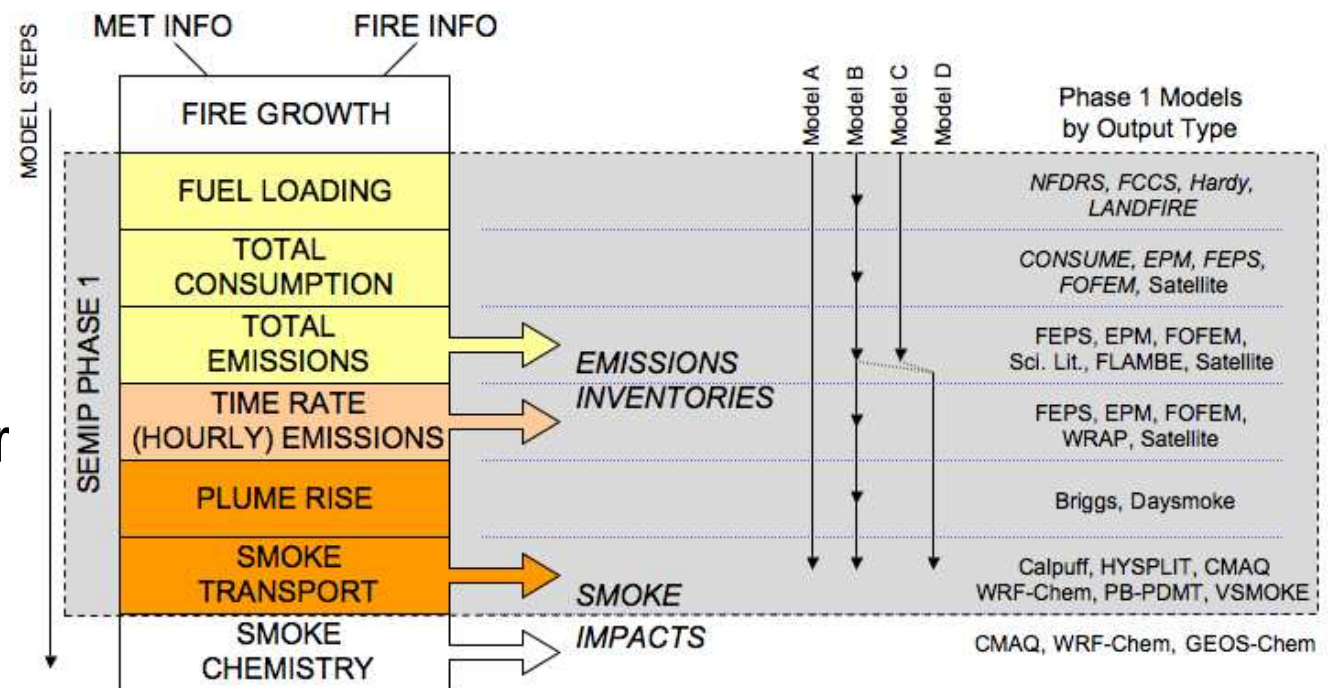 MET INFO
FIRE INFO
MODEL STEPS
FIRE GROWTH
SEMIP PHASE 1
FUEL LOADING
TOTAL
CONSUMPTION
TOTAL
EMISSIONS
TIME RATE
(HOURLY) EMISSIONS
PLUME RISE
SMOKE
TRANSPORT
SMOKE
CHEMISTRY
r
EMISSIONS
INVENTORIES
SMOKE
IMPACTS
Model A
Model B
Model C
Model D
Phase 1 Models
by Output Type
NFDRS, FCCS, Hardy,
LANDFIRE
CONSUME, EPM, FEPS,
FOFEM, Satellite
FEPS, EPM, FOFEM,
Sci. Lit., FLAMBE, Satellite
FEPS, EPM, FOFEM,
WRAP, Satellite
Briggs, Daysmoke
Calpuff, HYSPLIT, CMAQ
WRF-Chem, PB-PDMT, VSMOKE
CMAQ, WRF-Chem, GEOS-Chem